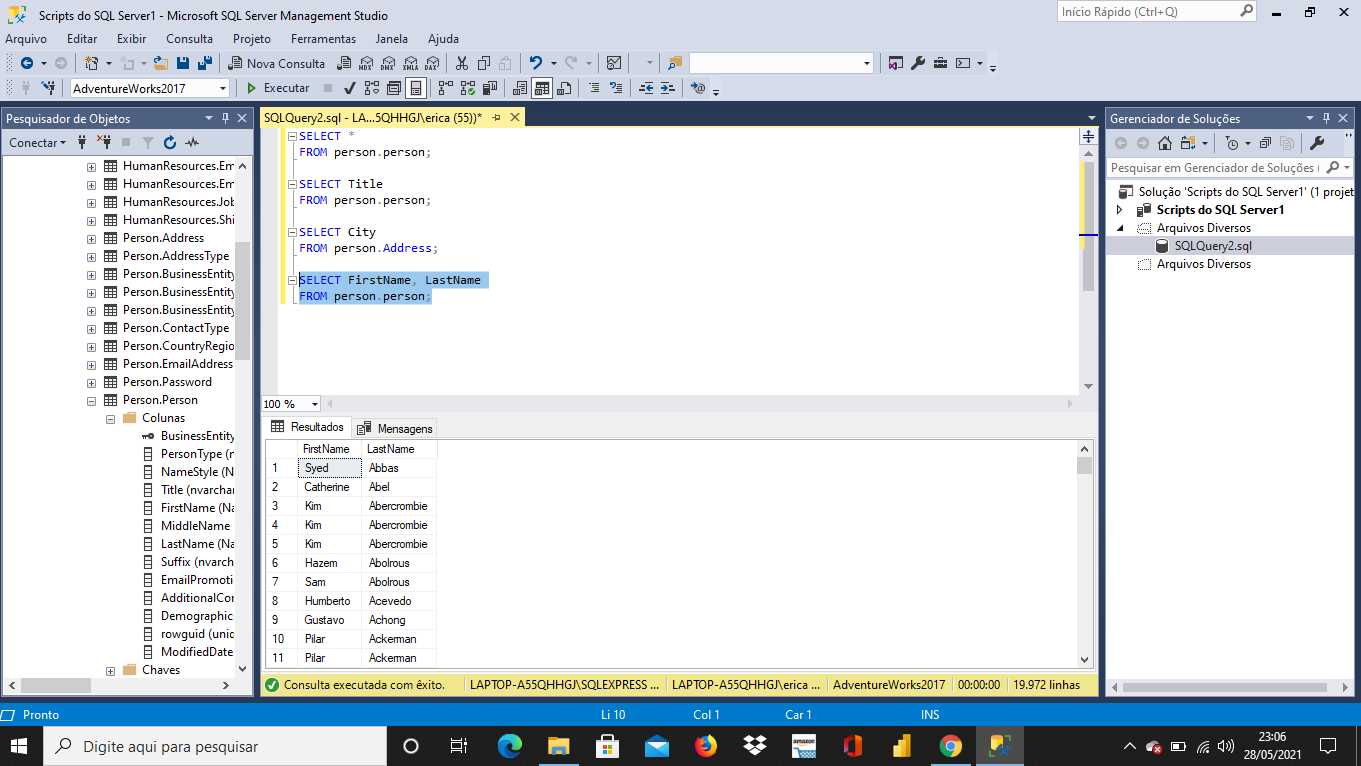 Scripts do SQL Server1 - Microsoft SQL Server Management Studio
Início Rápido (Ctrl+Q)
Arquivo Editar Exibir Consulta Projeto Ferramentas Janela Ajuda
Nova Consulta MDX DMX XMLA DAX
AdventureWorks2017 Executar
Pesquisador de Objetos
Conectar
HumanResources.Em
HumanResources.Em
HumanResources.Job
HumanResources.Shi
Person.Address
Person.AddressType
Person.BusinessEntity
Person.BusinessEntity
Person.BusinessEntity
Person.ContactType
Person.CountryRegio
Person.EmailAddress
Person.Password
Person.Person
Colunas
BusinessEntity
PersonType (n
NameStyle (N
Title (nvarchar
FirstName (Na
MiddleName
LastName (Na
Suffix (nvarch
EmailPromoti
AdditionalCor
Demographic
rowguid (unic
ModifiedDate
Chaves
SQLQuery2.sql - LA...5QHHGJ\erica (55))*
SELECT *
FROM person.person;
SELECT Title
FROM person.person;
SELECT City
FROM person.Address;
SELECT FirstName, LastName
FROM person.person;
100 %
Resultados Mensagens
FirstName LastName
1 Syed Abbas
2 Catherine Abel
3 Kim Abercrombie
4 Kim Abercrombie
5 Kim Abercrombie
6 Hazem Abolrous
7 Sam Abolrous
8 Humberto Acevedo
9 Gustavo Achong
10 Pilar Ackerman
11 Pilar Ackerman
Consulta executada com êxito. LAPTOP-A55QHHGJ\SQLEXPRESS ... LAPTOP-A55QHHGJ\erica ... AdventureWorks2017 00:00:00 19.972 linhas
Gerenciador de Soluções
Pesquisar em Gerenciador de Soluções (
Solução 'Scripts do SQL Server1' (1 projet
Scripts do SQL Server1
Arquivos Diversos
SQLQuery2.sql
Arquivos Diversos
Pronto Li 10 Col 1 Car 1 INS
Digite aqui para pesquisar
amazon
23:06
28/05/2021